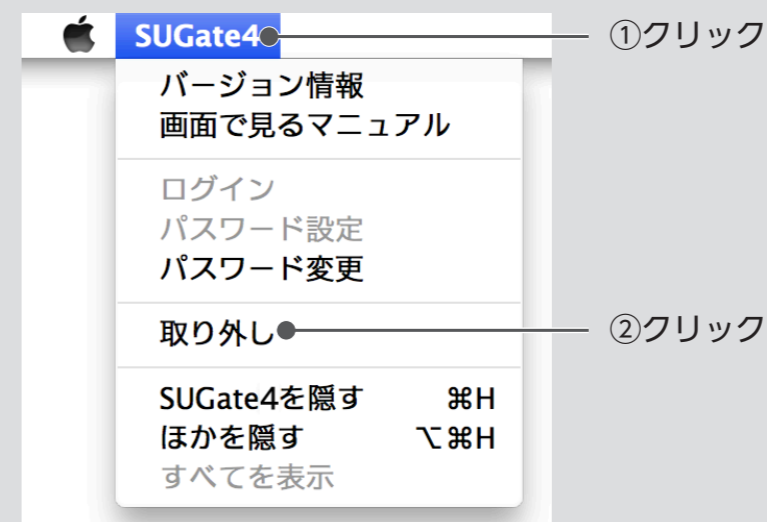 SUGate4 ①クリック
バージョン情報
画面で見るマニュアル
ログイン
パスワード設定
パスワード変更
取り外し ②クリック
SUGate4を隠す ⌘H
ほかを隠す ⌥⌘H
すべてを表示